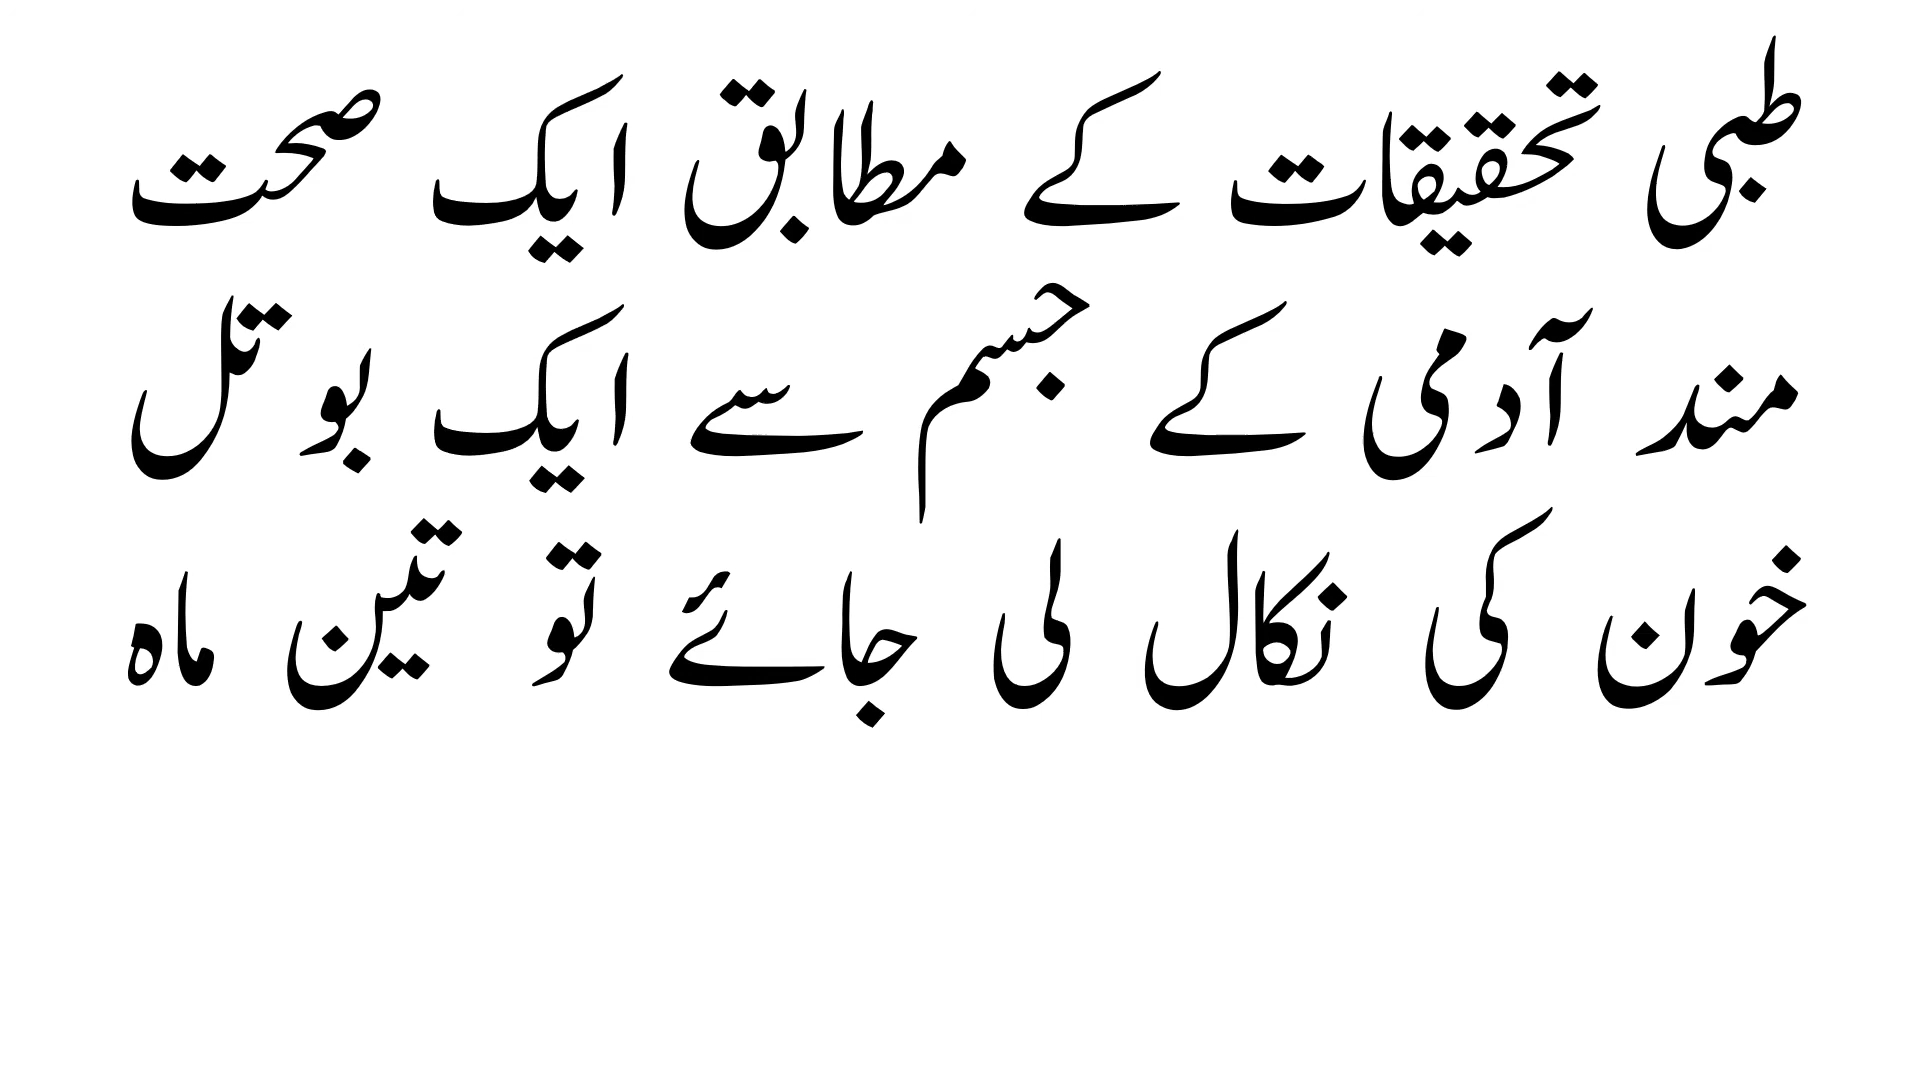 طبی تحقیقات کے مطابق ایک صحت
مند آدمی کے جسم سے ایک بوتل
خون کی نکال لی جائے تو تین ماہ